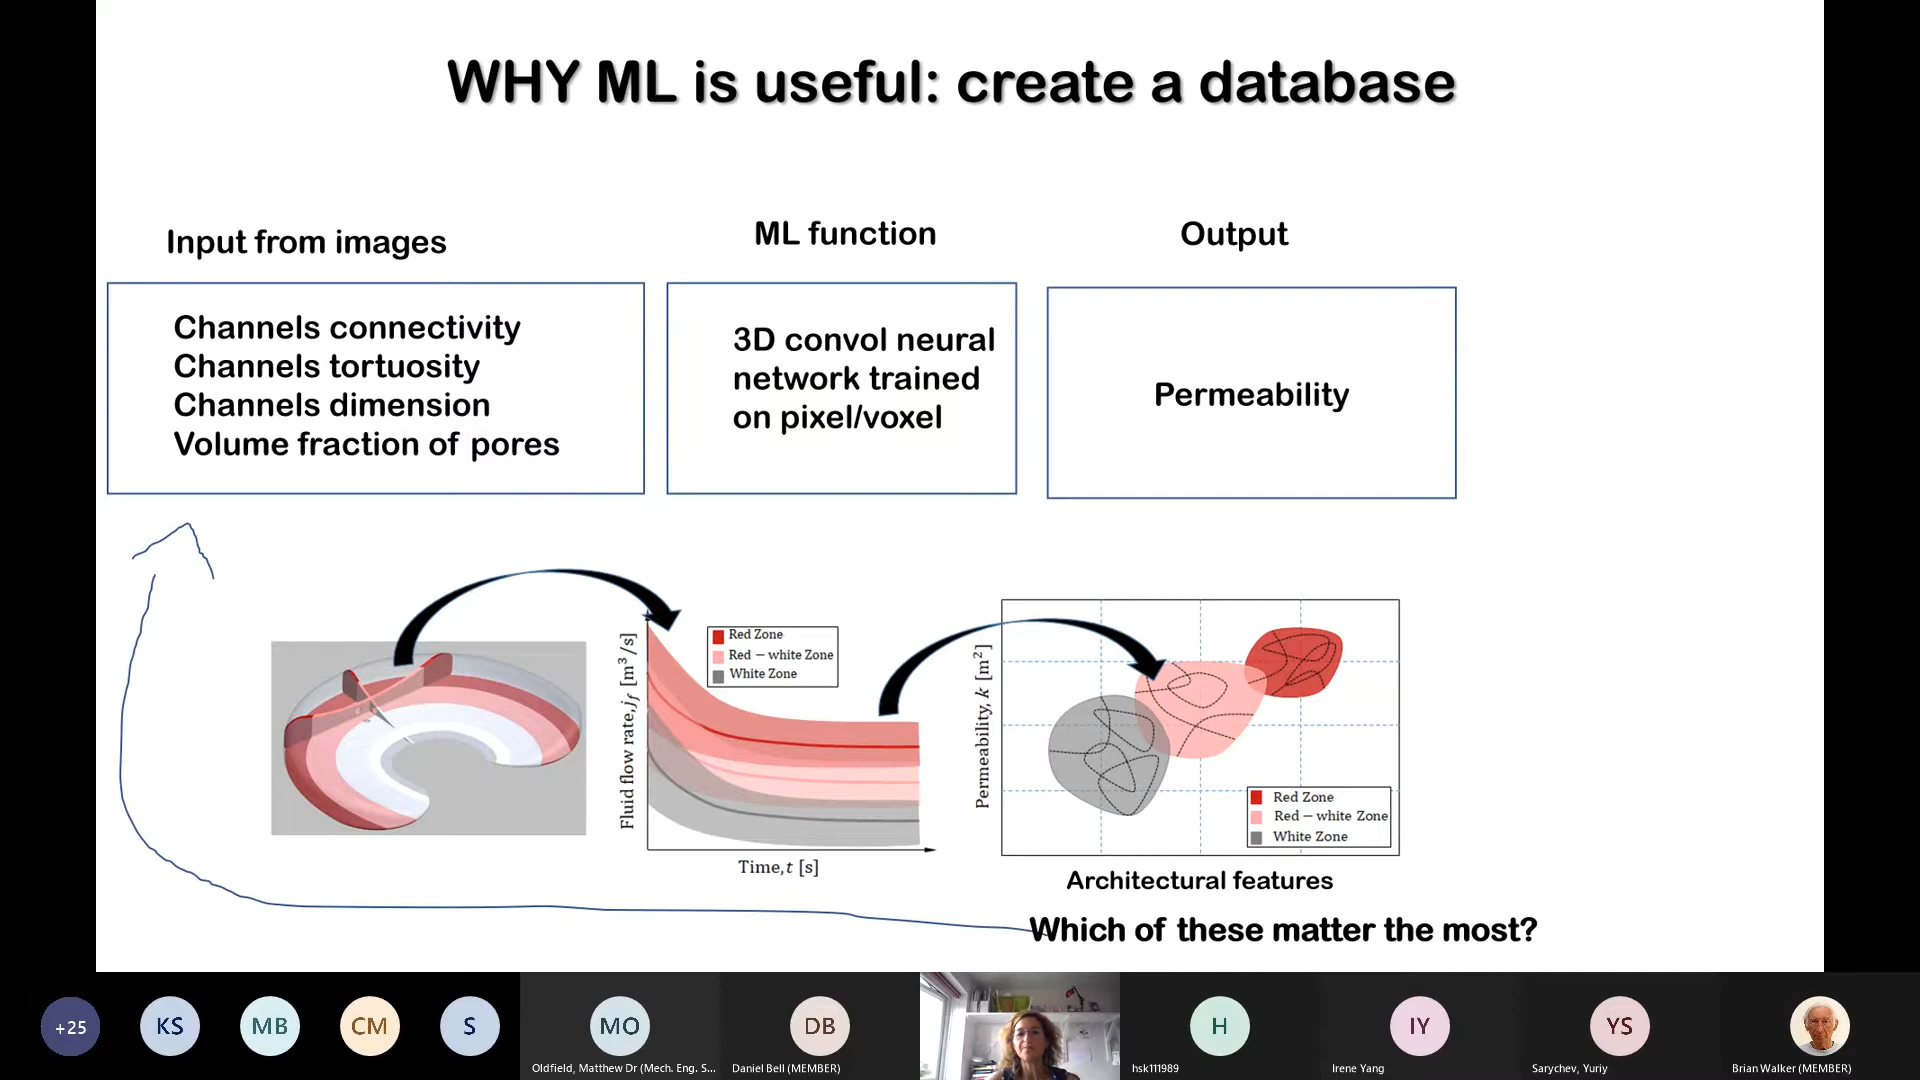 WHY ML is useful: create a database
Input from images
ML function
Output
Channels connectivity
Channels tortuosity
Channels dimension
Volume fraction of pores
3D convol neural
network trained
on pixel/voxel
Permeability
Fluid flow rate, jf [m³/s]
Red Zone
Red − white Zone
White Zone
Time, t [s]
Permeability, k [m²]
Red Zone
Red − white Zone
White Zone
Architectural features
Which of these matter the most?
+25
KS
MB
CM
S
MO
DB
H
IY
YS
Oldfield, Matthew Dr (Mech. Eng. S...
Daniel Bell (MEMBER)
hsk111989
Irene Yang
Sarychev, Yuriy
Brian Walker (MEMBER)